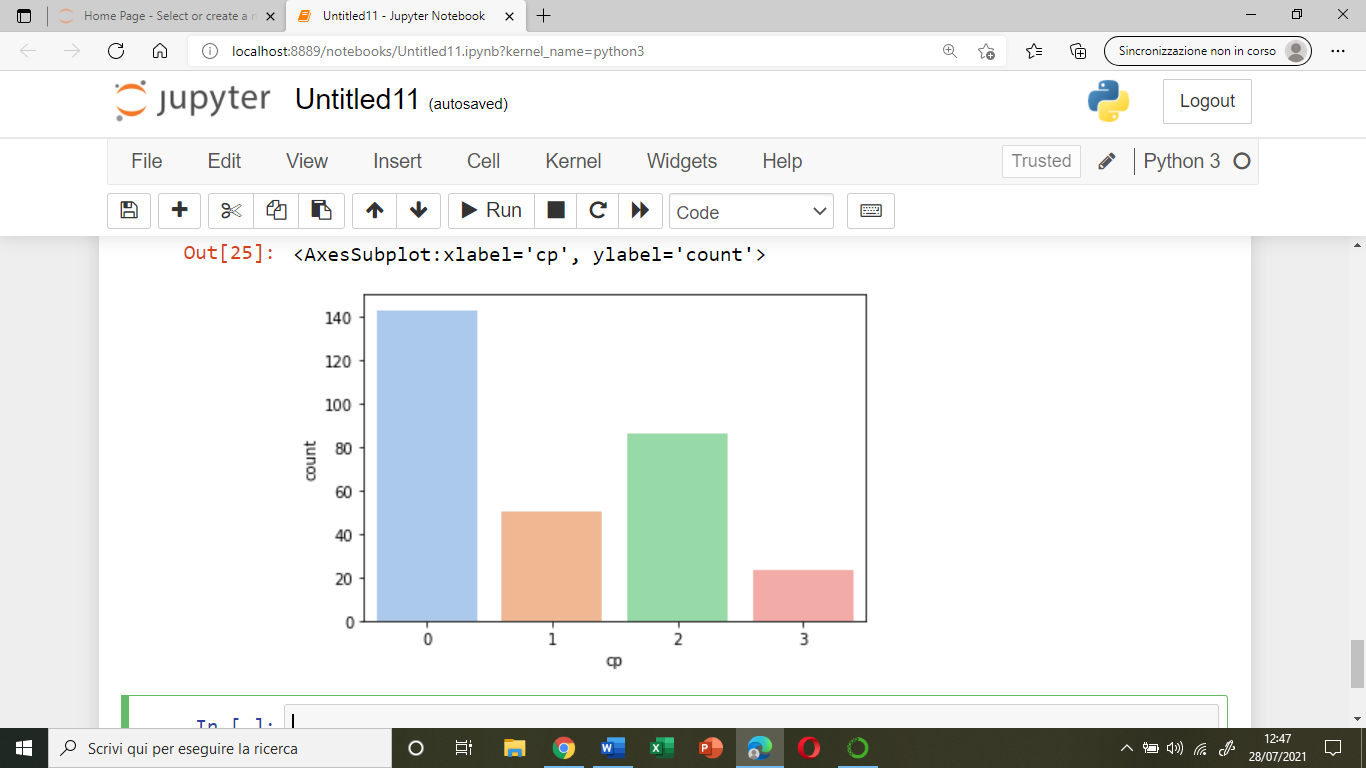 Home Page - Select or create a n
Untitled11 - Jupyter Notebook
localhost:8889/notebooks/Untitled11.ipynb?kernel_name=python3
Sincronizzazione non in corso
jupyter
Untitled11 (autosaved)
Logout
File Edit View Insert Cell Kernel Widgets Help
Trusted
Python 3
Run
Code
Out[25]: <AxesSubplot:xlabel='cp', ylabel='count'>
140
120
100
80
60
40
20
0
count
0 1 2 3
cp
In [ ]:
Scrivi qui per eseguire la ricerca
12:47
28/07/2021